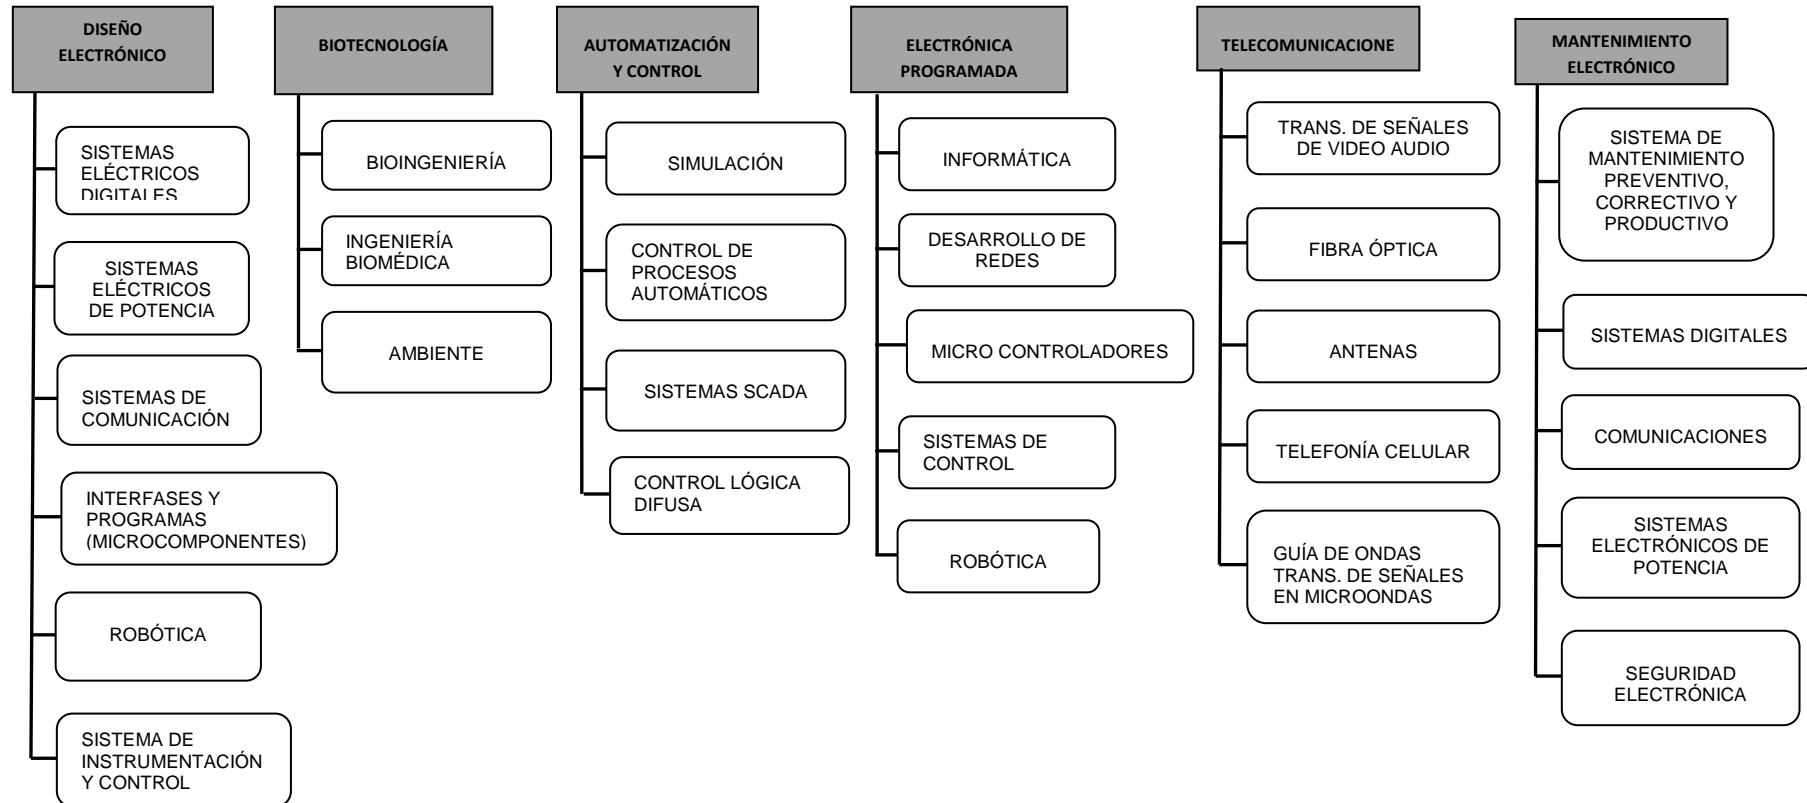 DISEÑO
ELECTRÓNICO
SISTEMAS
ELÉCTRICOS
DIGITALES
SISTEMAS
ELÉCTRICOS
DE POTENCIA
SISTEMAS DE
COMUNICACIÓN
INTERFASES Y
PROGRAMAS
(MICROCOMPONENTES)
ROBÓTICA
SISTEMA DE
INSTRUMENTACIÓN
Y CONTROL
BIOTECNOLOGÍA
BIOINGENIERÍA
INGENIERÍA
BIOMÉDICA
AMBIENTE
AUTOMATIZACIÓN
Y CONTROL
SIMULACIÓN
CONTROL DE
PROCESOS
AUTOMÁTICOS
SISTEMAS SCADA
CONTROL LÓGICA
DIFUSA
ELECTRÓNICA
PROGRAMADA
INFORMÁTICA
DESARROLLO DE
REDES
MICRO CONTROLADORES
SISTEMAS DE
CONTROL
ROBÓTICA
TELECOMUNICACIONE
TRANS. DE SEÑALES
DE VIDEO AUDIO
FIBRA ÓPTICA
ANTENAS
TELEFONÍA CELULAR
GUÍA DE ONDAS
TRANS. DE SEÑALES
EN MICROONDAS
MANTENIMIENTO
ELECTRÓNICO
SISTEMA DE
MANTENIMIENTO
PREVENTIVO,
CORRECTIVO Y
PRODUCTIVO
SISTEMAS DIGITALES
COMUNICACIONES
SISTEMAS
ELECTRÓNICOS DE
POTENCIA
SEGURIDAD
ELECTRÓNICA